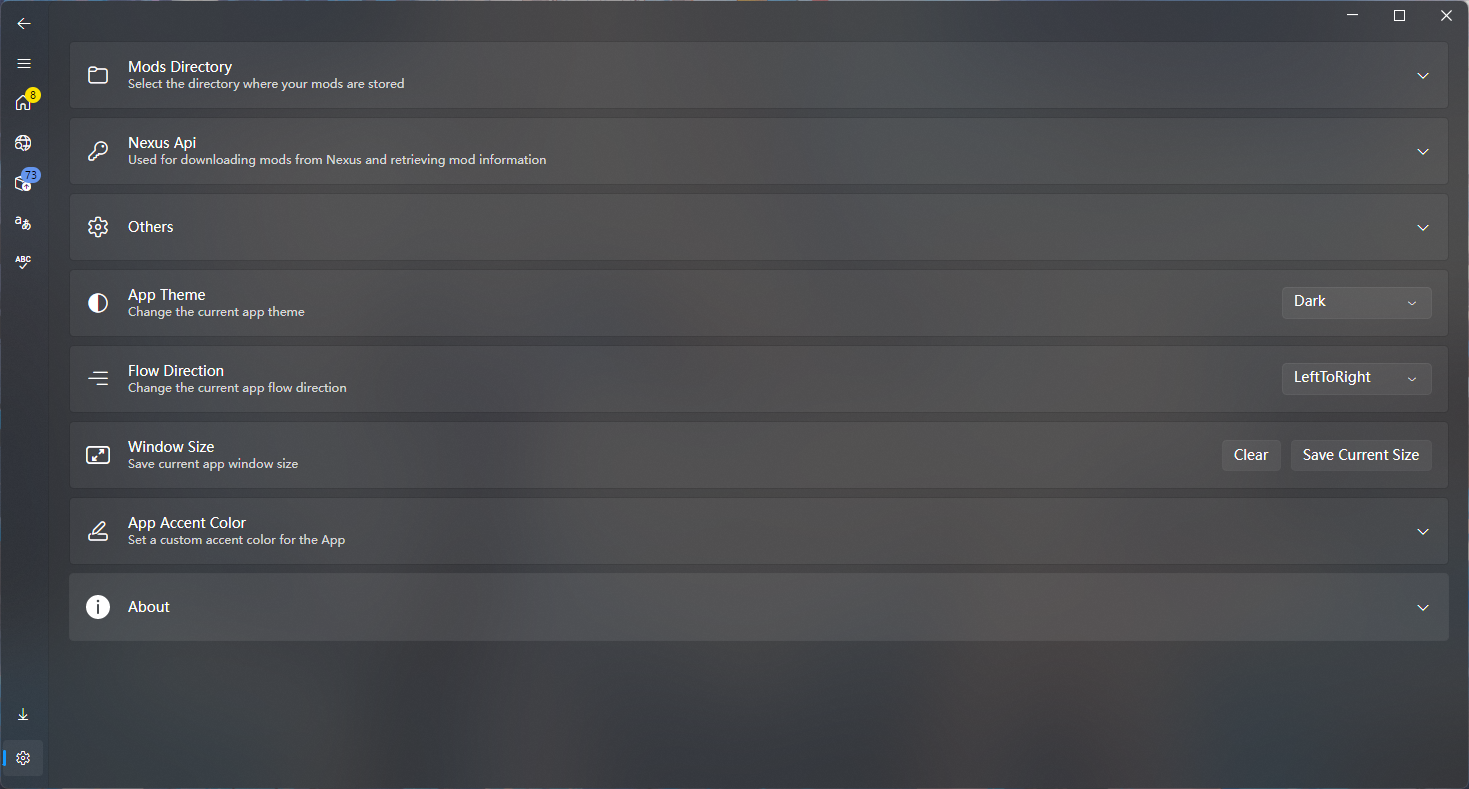 8
73
aあ
ABC
Mods Directory
Select the directory where your mods are stored
Nexus Api
Used for downloading mods from Nexus and retrieving mod information
Others
App Theme
Change the current app theme
Dark
Flow Direction
Change the current app flow direction
LeftToRight
Window Size
Save current app window size
Clear
Save Current Size
App Accent Color
Set a custom accent color for the App
About